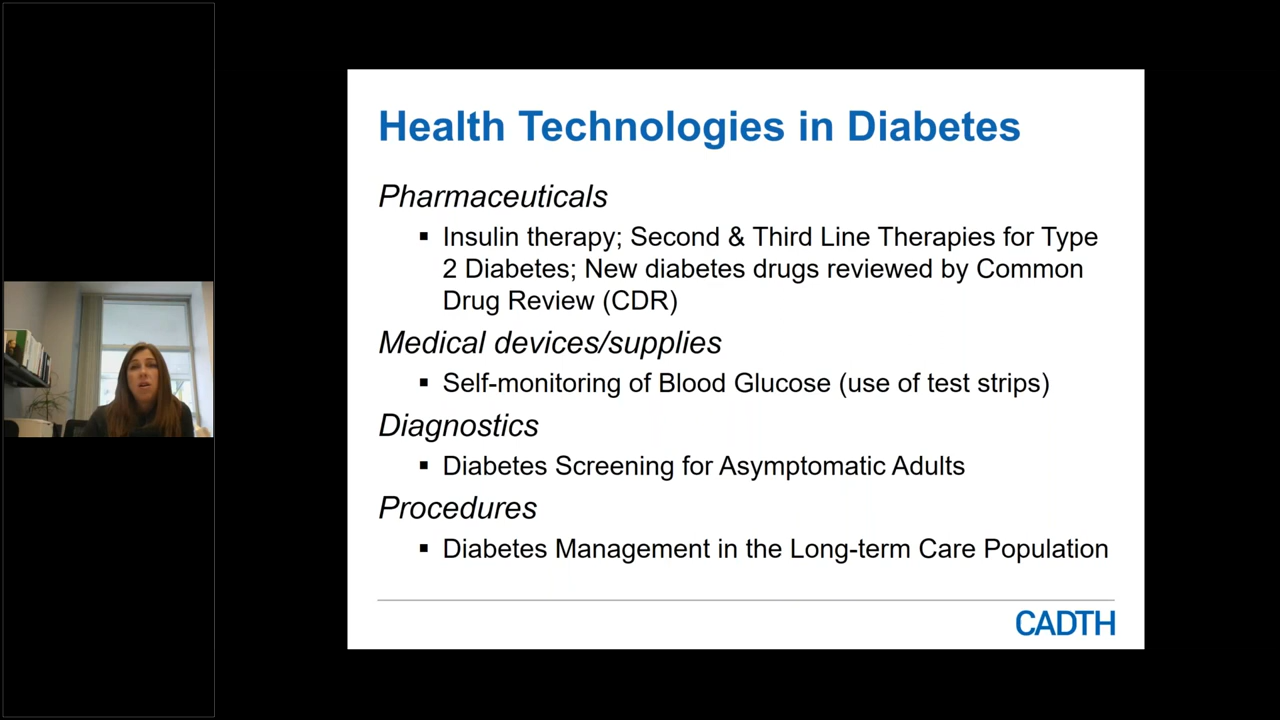 Health Technologies in Diabetes
Pharmaceuticals
▪ Insulin therapy; Second & Third Line Therapies for Type
2 Diabetes; New diabetes drugs reviewed by Common
Drug Review (CDR)
Medical devices/supplies
▪ Self-monitoring of Blood Glucose (use of test strips)
Diagnostics
▪ Diabetes Screening for Asymptomatic Adults
Procedures
▪ Diabetes Management in the Long-term Care Population
CADTH